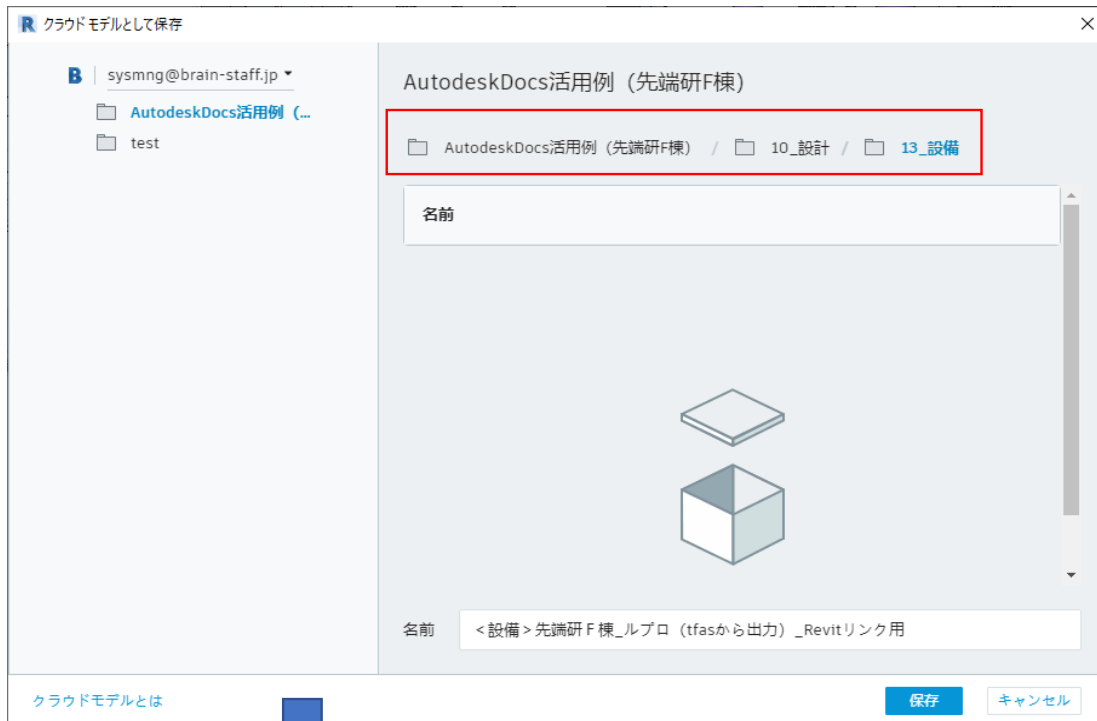 R クラウド モデルとして保存
B sysmng@brain-staff.jp
AutodeskDocs活用例 (...
test
AutodeskDocs活用例 (先端研F棟)
AutodeskDocs活用例 (先端研F棟) / 10_設計 / 13_設備
名前
名前 <設備>先端研F棟_ルプロ (tfasから出力) _Revitリンク用
クラウドモデルとは 保存 キャンセル